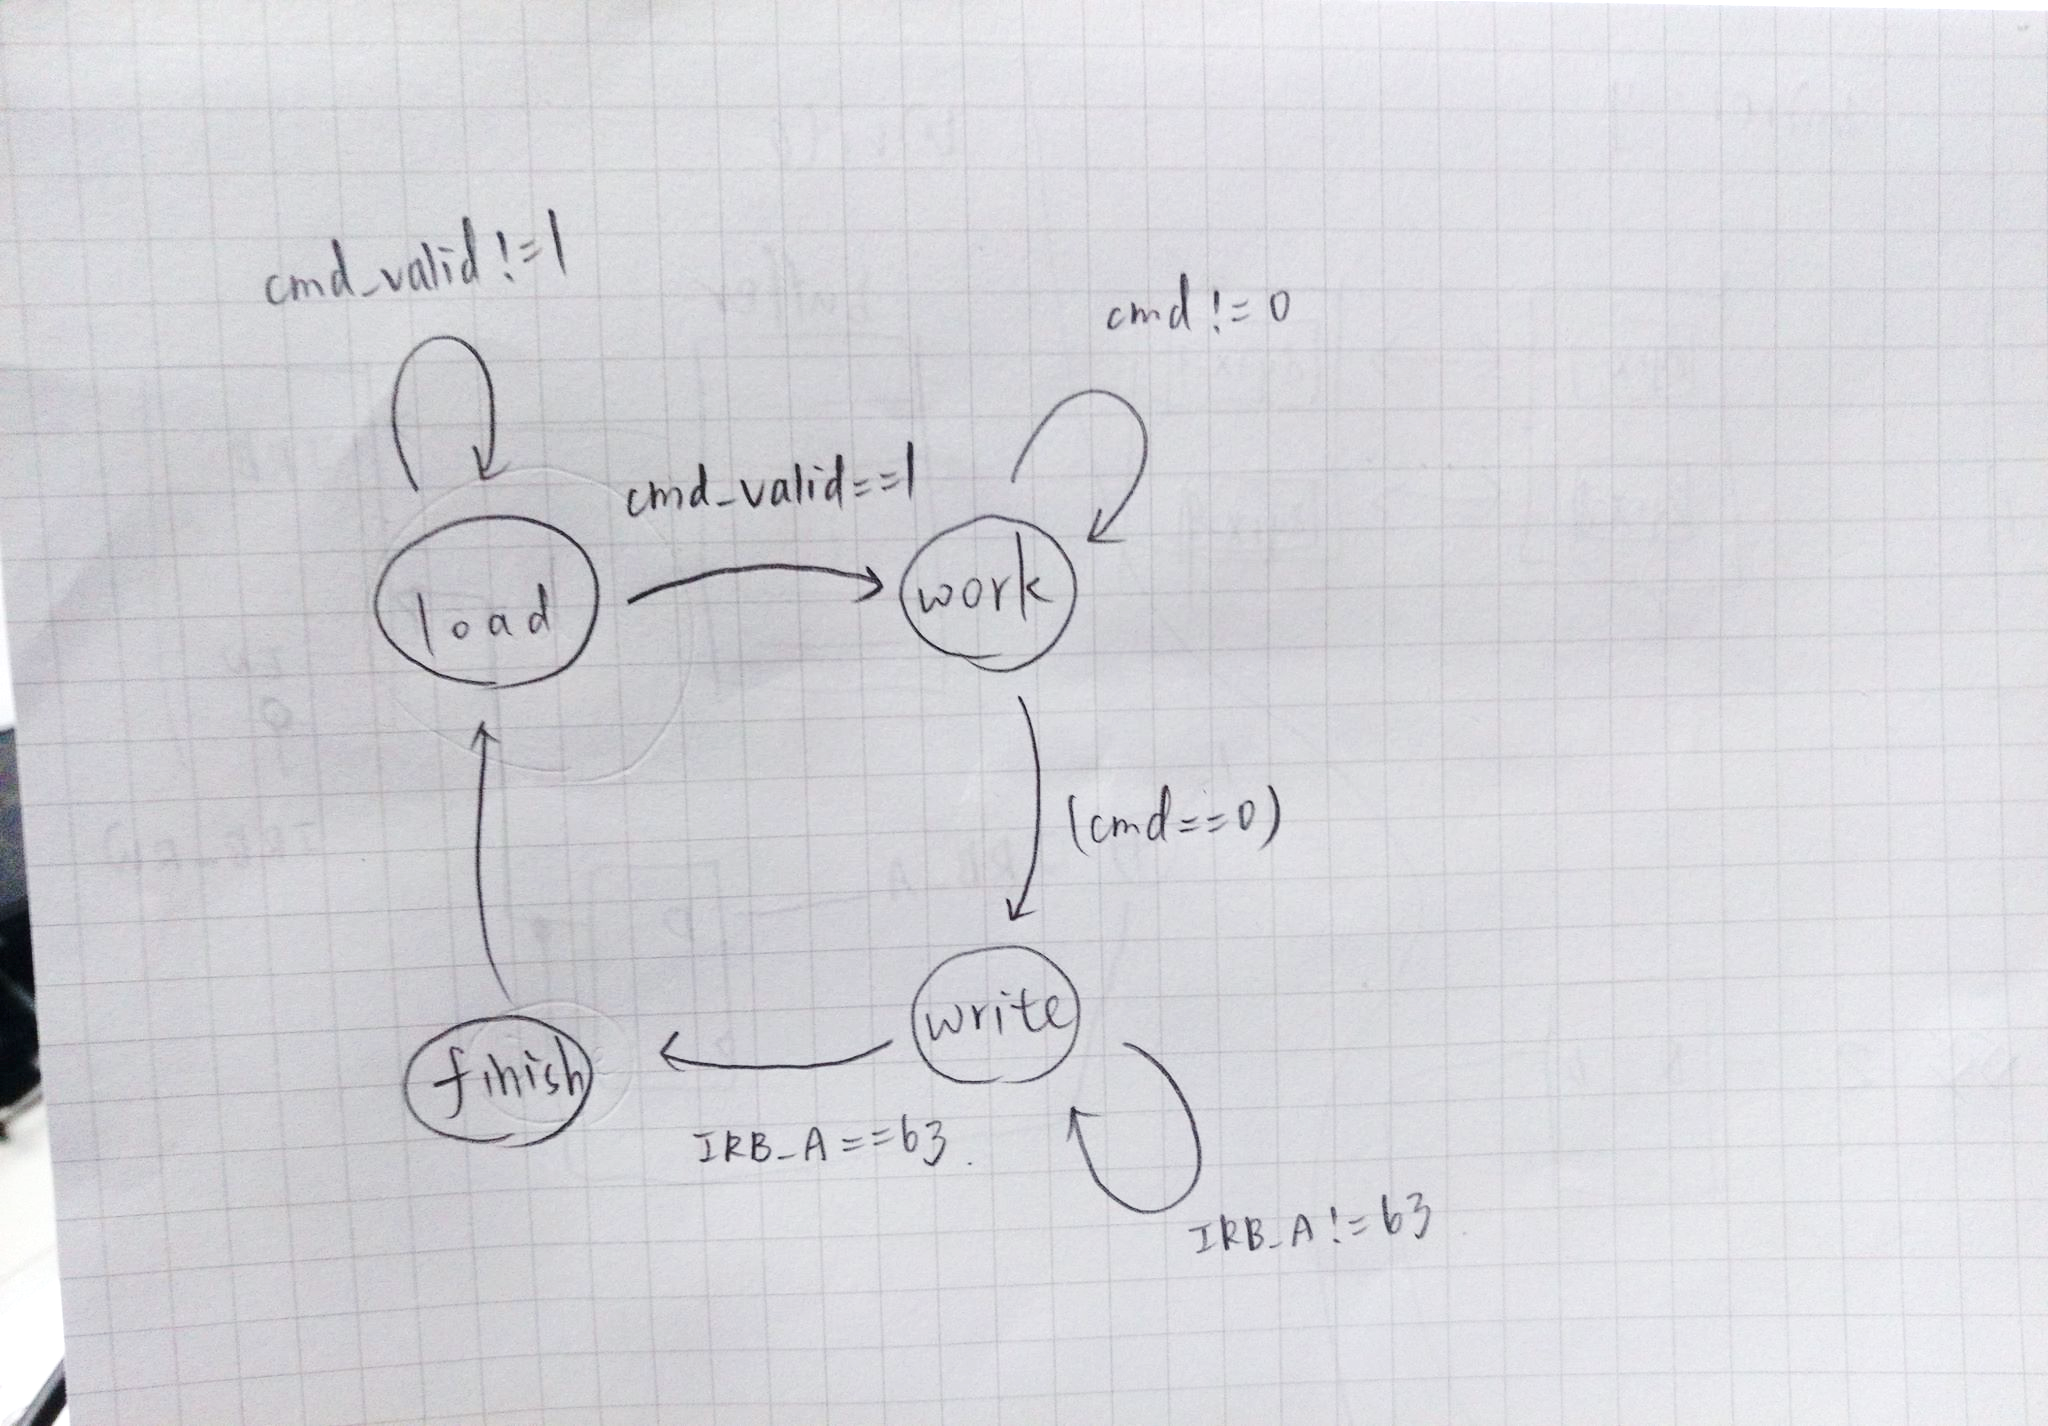 cmd_valid != 1
cmd != 0
cmd_valid==1
load
work
(cmd==0)
write
finish
IRB_A==63
IRB_A != 63